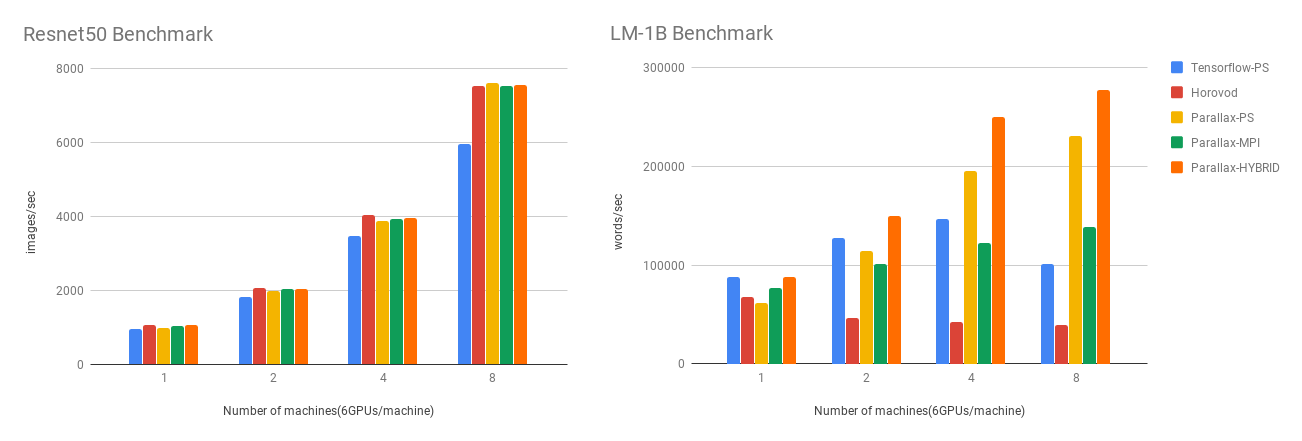 Resnet50 Benchmark
8000
6000
4000
2000
0
images/sec
1 2 4 8
Number of machines(6GPUs/machine)
LM-1B Benchmark
300000
200000
100000
0
words/sec
1 2 4 8
Number of machines(6GPUs/machine)
Tensorflow-PS
Horovod
Parallax-PS
Parallax-MPI
Parallax-HYBRID